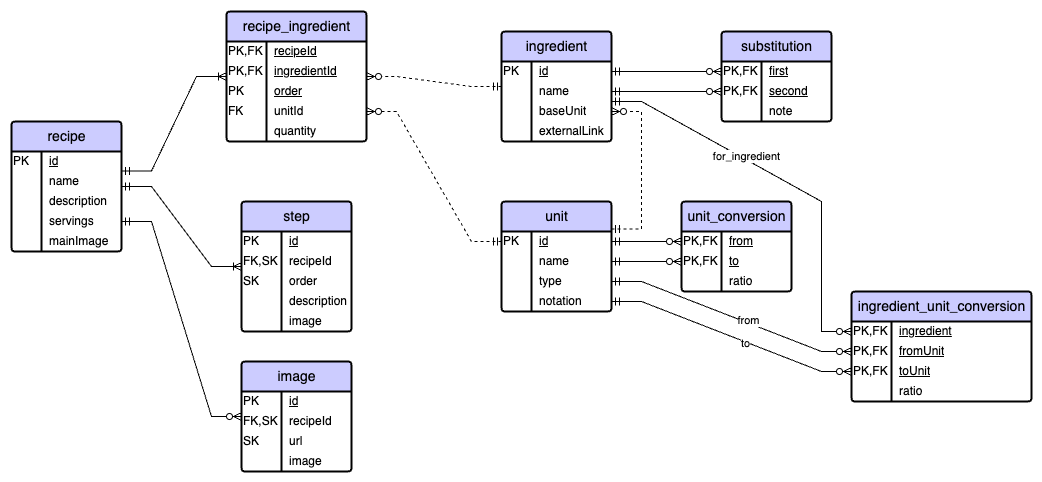 recipe_ingredient
PK,FK recipeId
PK,FK ingredientId
PK order
FK unitId
quantity
ingredient
PK id
name
baseUnit
externalLink
substitution
PK,FK first
PK,FK second
note
for_ingredient
recipe
PK id
name
description
servings
mainImage
step
PK id
FK,SK recipeId
SK order
description
image
unit
PK id
name
type
notation
unit_conversion
PK,FK from
PK,FK to
ratio
from
to
ingredient_unit_conversion
PK,FK ingredient
PK,FK fromUnit
PK,FK toUnit
ratio
image
PK id
FK,SK recipeId
SK url
image